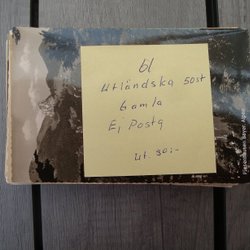 61
Utländska 50st
Gamla
Ej Postg
ut 30:-